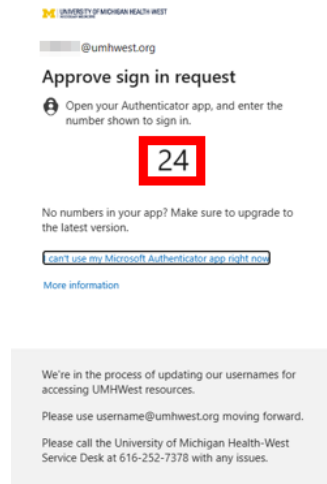 UNIVERSITY OF MICHIGAN HEALTH-WEST
@umhwest.org
Approve sign in request
Open your Authenticator app, and enter the
number shown to sign in.
24
No numbers in your app? Make sure to upgrade to
the latest version.
I can't use my Microsoft Authenticator app right now
More information
We're in the process of updating our usernames for
accessing UMHWest resources.
Please use username@umhwest.org moving forward.
Please call the University of Michigan Health-West
Service Desk at 616-252-7378 with any issues.